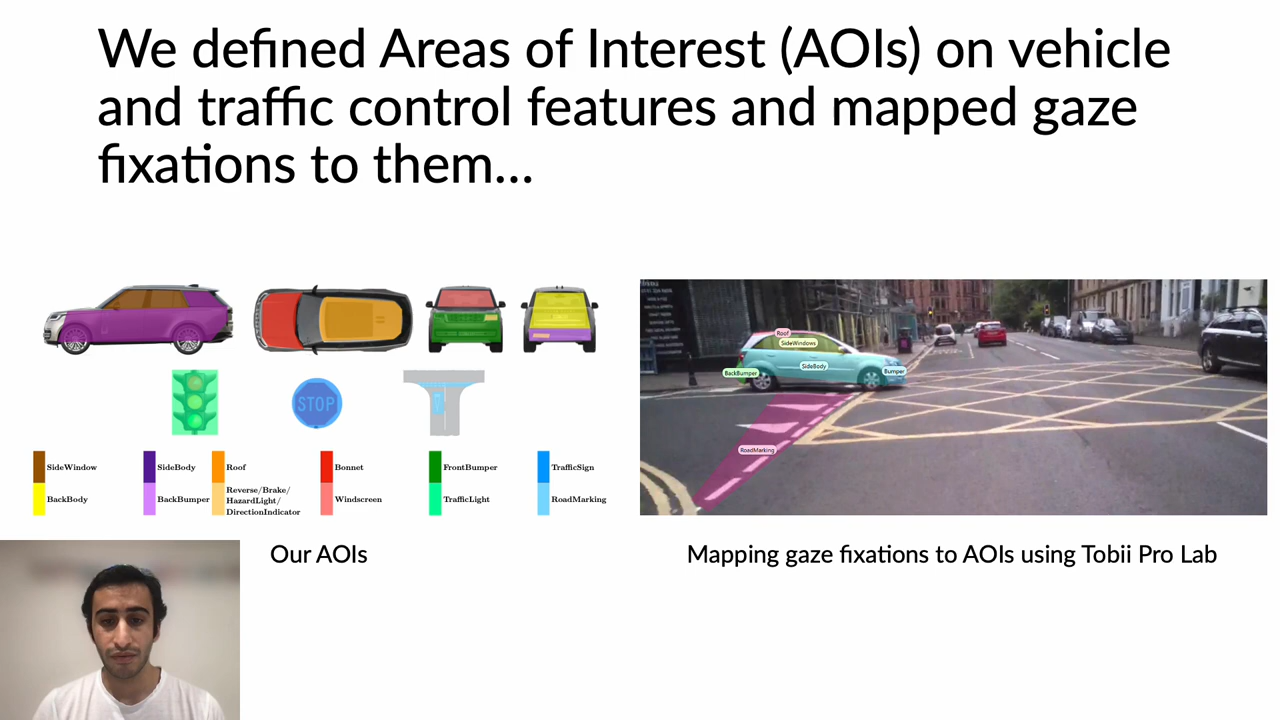 We defined Areas of Interest (AOIs) on vehicle
and traffic control features and mapped gaze
fixations to them...
STOP
SideWindow
SideBody
Roof
Bonnet
FrontBumper
TrafficSign
BackBody
BackBumper
Reverse/Brake/
HazardLight/
DirectionIndicator
Windscreen
TrafficLight
RoadMarking
Roof
SideWindows
SideBody
BackBumper
Bumper
RoadMarking
Our AOIs
Mapping gaze fixations to AOIs using Tobii Pro Lab